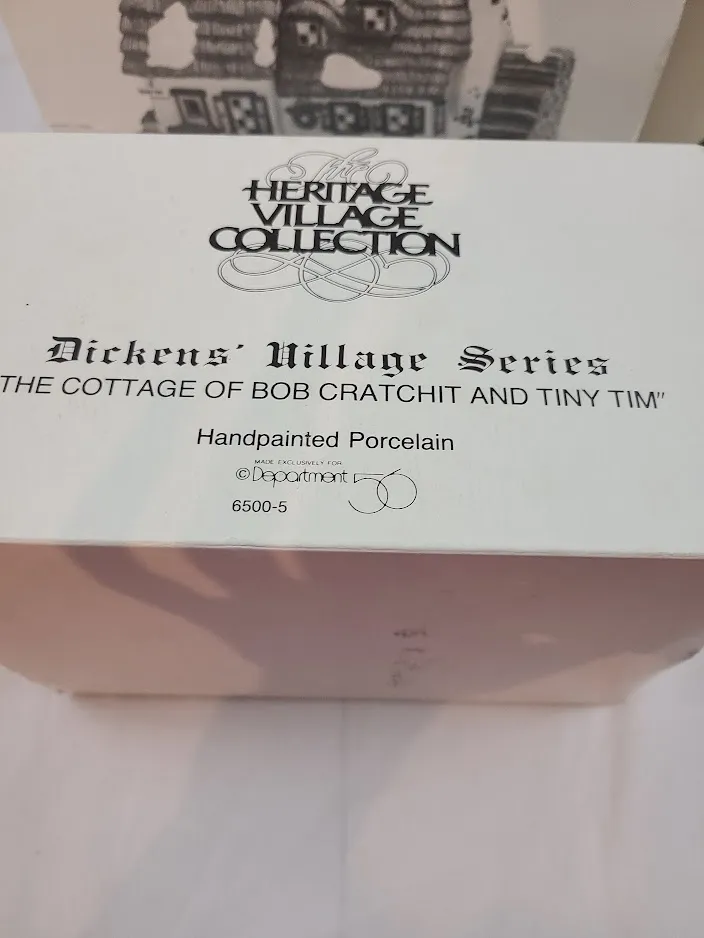 The
HERITAGE
VILLAGE
COLLECTION
Dickens' Village Series
THE COTTAGE OF BOB CRATCHIT AND TINY TIM"
Handpainted Porcelain
MADE EXCLUSIVELY FOR
© Department 56
6500-5